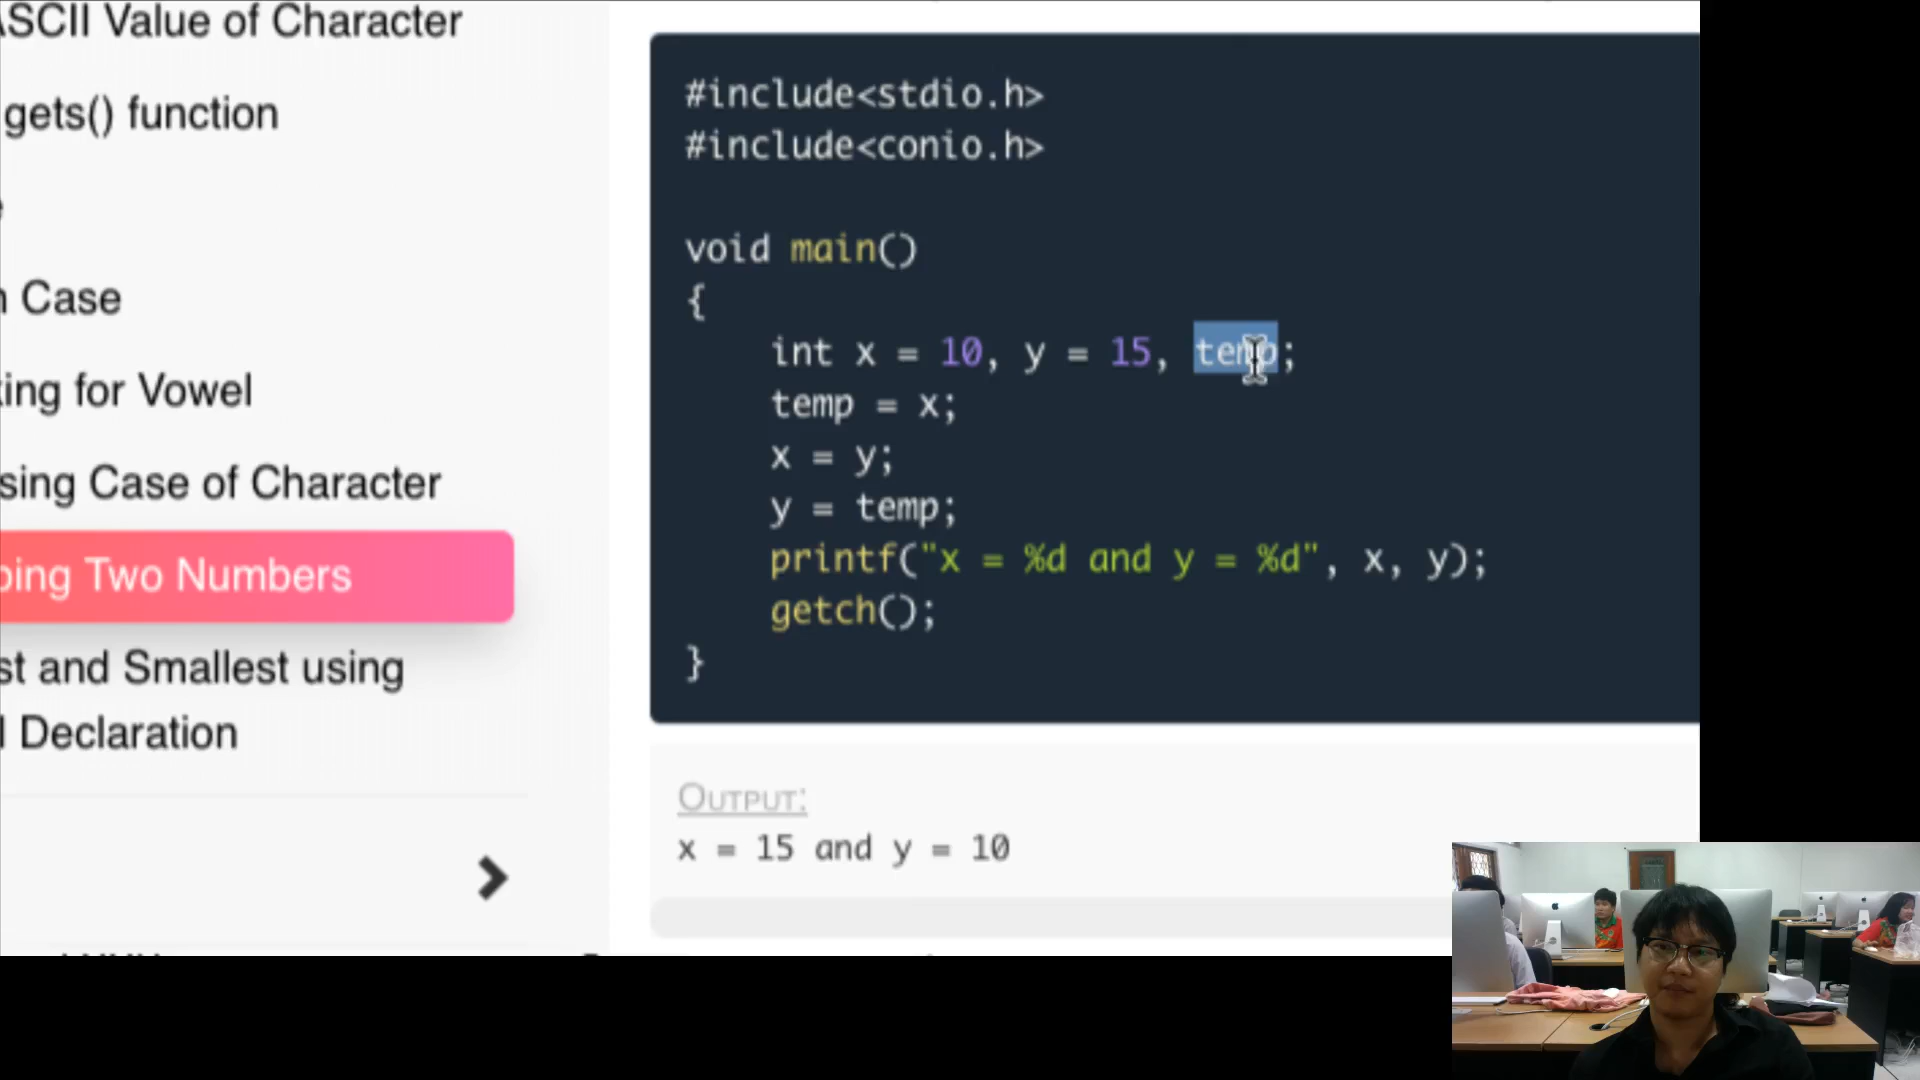 ASCII Value of Character
gets() function
Case
ing for Vowel
sing Case of Character
ping Two Numbers
st and Smallest using
Declaration
#include<stdio.h>
#include<conio.h>
void main()
{
int x = 10, y = 15, temp;
temp = x;
x = y;
y = temp;
printf("x = %d and y = %d", x, y);
getch();
}
OUTPUT:
x = 15 and y = 10